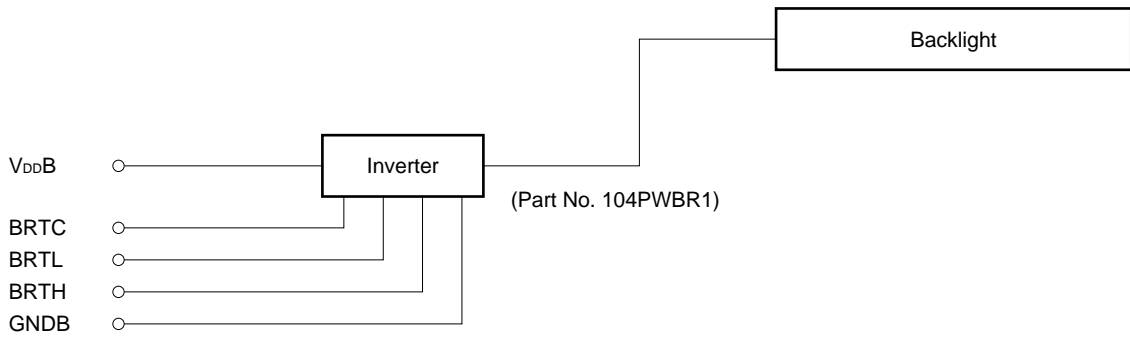 Backlight
VDDB
Inverter
(Part No. 104PWBR1)
BRTC
BRTL
BRTH
GNDB